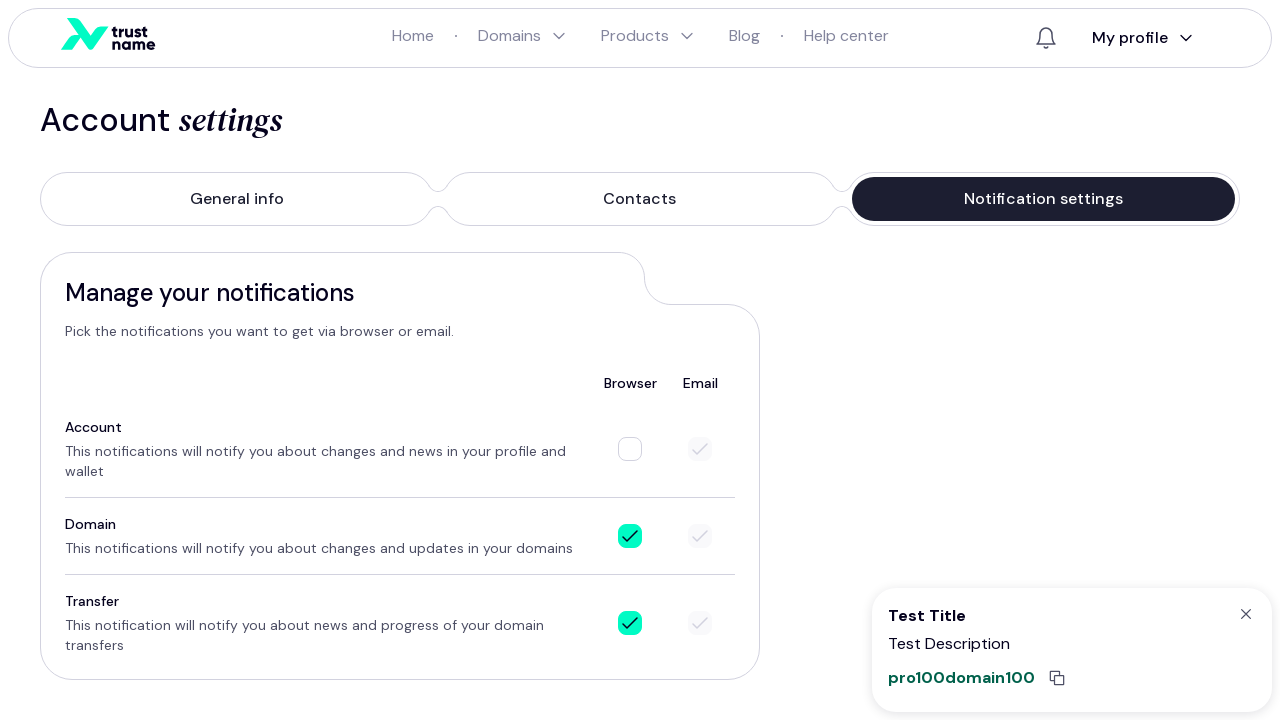 trust
name
Home · Domains Products Blog · Help center
My profile
Account settings
General info
Contacts
Notification settings
Manage your notifications
Pick the notifications you want to get via browser or email.
Browser Email
Account
This notifications will notify you about changes and news in your profile and
wallet
Domain
This notifications will notify you about changes and updates in your domains
Transfer
This notification will notify you about news and progress of your domain
transfers
Test Title
Test Description
pro100domain100